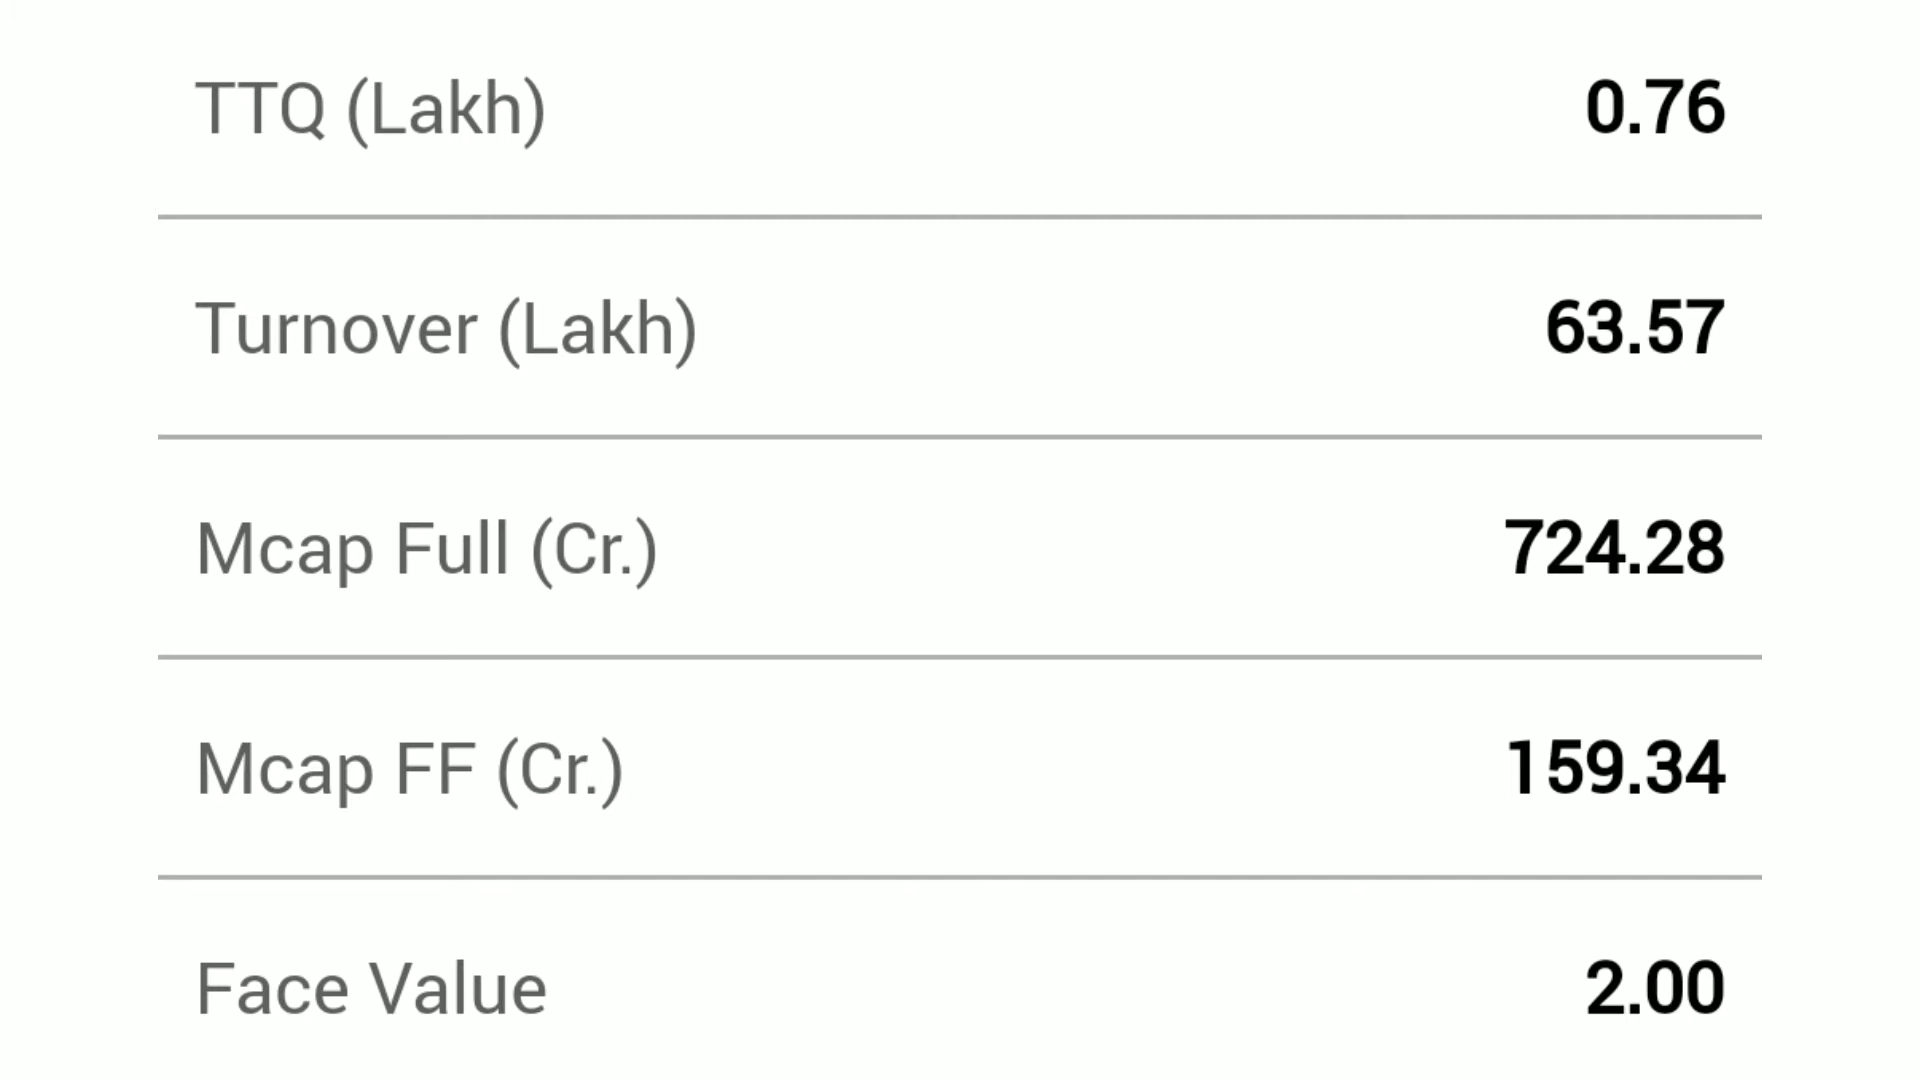 TTQ (Lakh) 0.76
Turnover (Lakh) 63.57
Mcap Full (Cr.) 724.28
Mcap FF (Cr.) 159.34
Face Value 2.00